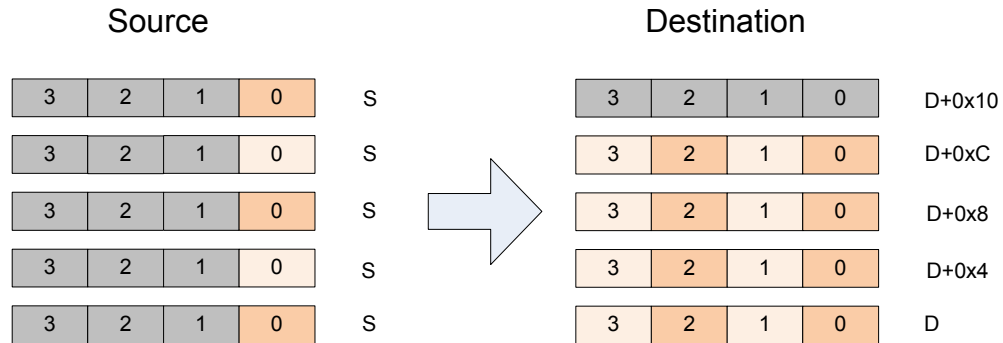 Source Destination
3 2 1 0 S 3 2 1 0 D+0x10
3 2 1 0 S 3 2 1 0 D+0xC
3 2 1 0 S 3 2 1 0 D+0x8
3 2 1 0 S 3 2 1 0 D+0x4
3 2 1 0 S 3 2 1 0 D